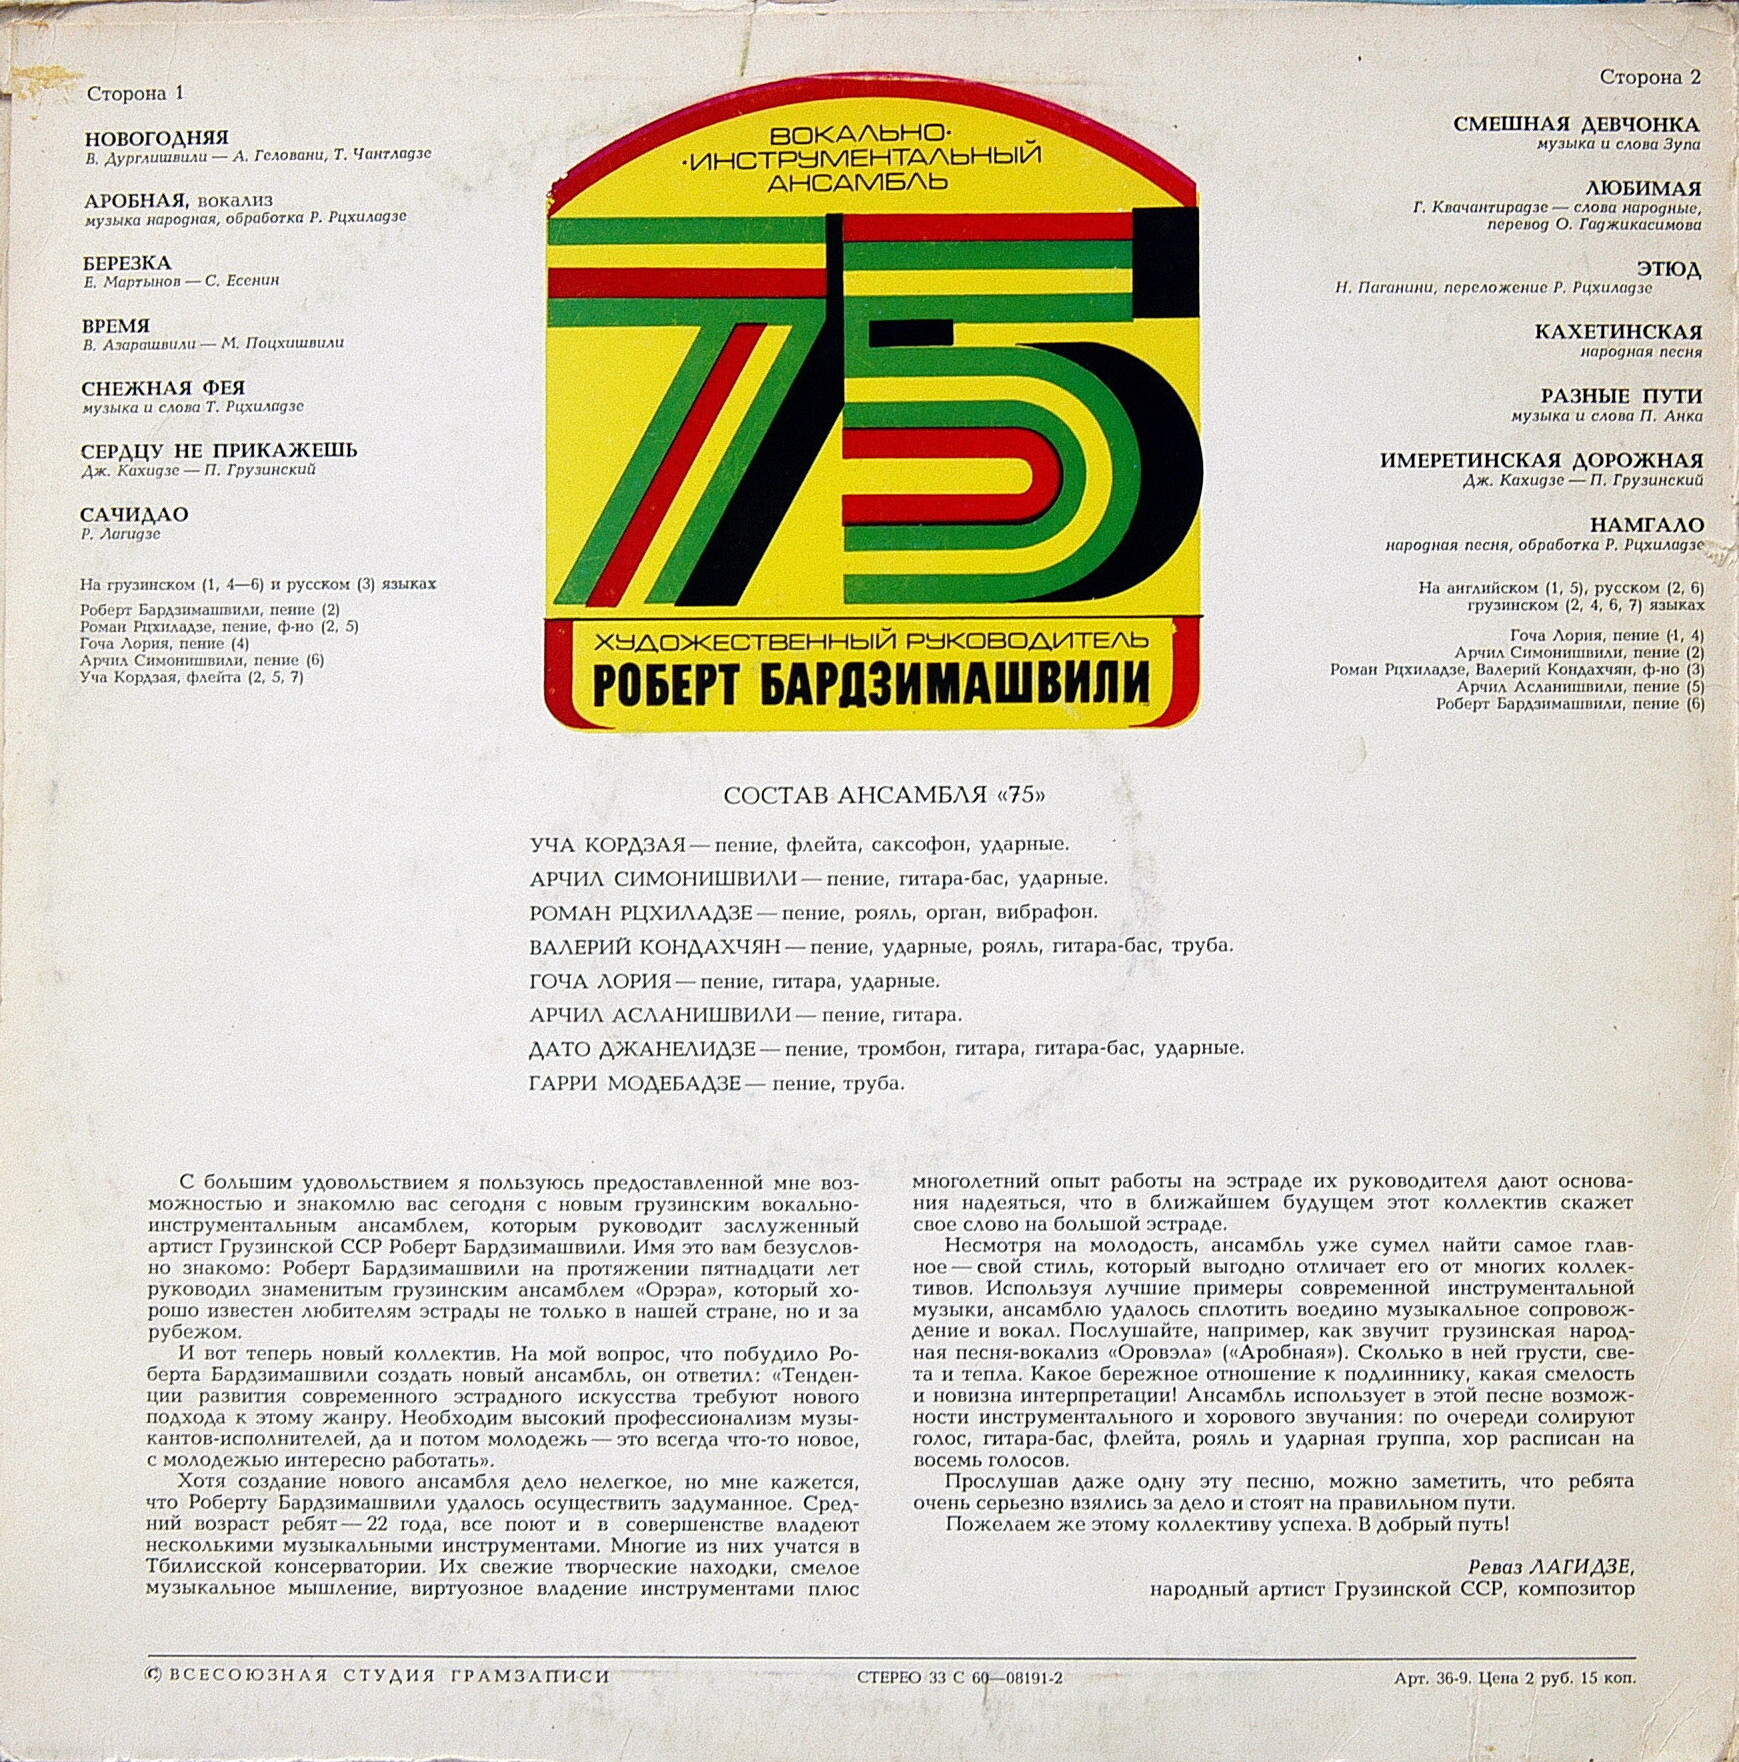 Сторона 1
НОВОГОДНЯЯ
В. Дурглишвили — А. Геловани, Т. Чантладзе
АРОБНАЯ, вокализ
музыка народная, обработка Р. Рцхиладзе
БЕРЕЗКА
Е. Мартынов — С. Есенин
ВРЕМЯ
В. Азарашвили — М. Поцхишвили
СНЕЖНАЯ ФЕЯ
музыка и слова Т. Рцхиладзе
СЕРДЦУ НЕ ПРИКАЖЕШЬ
Дж. Кахидзе — П. Грузинский
САЧИДАО
Р. Лагидзе
На грузинском (1, 4—6) и русском (3) языках
Роберт Бардзимашвили, пение (2)
Роман Рцхиладзе, пение, ф-но (2, 5)
Гоча Лория, пение (4)
Арчил Симонишвили, пение (6)
Уча Кордзая, флейта (2, 5, 7)
ВОКАЛЬНО-
-ИНСТРУМЕНТАЛЬНЫЙ
АНСАМБЛЬ
75
ХУДОЖЕСТВЕННЫЙ РУКОВОДИТЕЛЬ
РОБЕРТ БАРДЗИМАШВИЛИ
Сторона 2
СМЕШНАЯ ДЕВЧОНКА
музыка и слова Зупа
ЛЮБИМАЯ
Г. Квачантирадзе — слова народные,
перевод О. Гаджикасимова
ЭТЮД
Н. Паганини, переложение Р. Рцхиладзе
КАХЕТИНСКАЯ
народная песня
РАЗНЫЕ ПУТИ
музыка и слова П. Анка
ИМЕРЕТИНСКАЯ ДОРОЖНАЯ
Дж. Кахидзе — П. Грузинский
НАМГАЛО
народная песня, обработка Р. Рцхиладзе
На английском (1, 5), русском (2, 6)
грузинском (2, 4, 6, 7) языках
Гоча Лория, пение (1, 4)
Арчил Симонишвили, пение (2)
Роман Рцхиладзе, Валерий Кондахчян, ф-но (3)
Арчил Асланишвили, пение (5)
Роберт Бардзимашвили, пение (6)
СОСТАВ АНСАМБЛЯ «75»
УЧА КОРДЗАЯ — пение, флейта, саксофон, ударные.
АРЧИЛ СИМОНИШВИЛИ — пение, гитара-бас, ударные.
РОМАН РЦХИЛАДЗЕ — пение, рояль, орган, вибрафон.
ВАЛЕРИЙ КОНДАХЧЯН — пение, ударные, рояль, гитара-бас, труба.
ГОЧА ЛОРИЯ — пение, гитара, ударные.
АРЧИЛ АСЛАНИШВИЛИ — пение, гитара.
ДАТО ДЖАНЕЛИДЗЕ — пение, тромбон, гитара, гитара-бас, ударные.
ГАРРИ МОДЕБАДЗЕ — пение, труба.
С большим удовольствием я пользуюсь предоставленной мне воз-
можностью и знакомлю вас сегодня с новым грузинским вокально-
инструментальным ансамблем, которым руководит заслуженный
артист Грузинской ССР Роберт Бардзимашвили. Имя это вам безуслов-
но знакомо: Роберт Бардзимашвили на протяжении пятнадцати лет
руководил знаменитым грузинским ансамблем «Орэра», который хо-
рошо известен любителям эстрады не только в нашей стране, но и за
рубежом.
И вот теперь новый коллектив. На мой вопрос, что побудило Ро-
берта Бардзимашвили создать новый ансамбль, он ответил: «Тенден-
ции развития современного эстрадного искусства требуют нового
подхода к этому жанру. Необходим высокий профессионализм музы-
кантов-исполнителей, да и потом молодежь — это всегда что-то новое,
с молодежью интересно работать».
Хотя создание нового ансамбля дело нелегкое, но мне кажется,
что Роберту Бардзимашвили удалось осуществить задуманное. Сред-
ний возраст ребят — 22 года, все поют и в совершенстве владеют
несколькими музыкальными инструментами. Многие из них учатся в
Тбилисской консерватории. Их свежие творческие находки, смелое
музыкальное мышление, виртуозное владение инструментами плюс
многолетний опыт работы на эстраде их руководителя дают основа-
ния надеяться, что в ближайшем будущем этот коллектив скажет
свое слово на большой эстраде.
Несмотря на молодость, ансамбль уже сумел найти самое глав-
ное — свой стиль, который выгодно отличает его от многих коллек-
тивов. Используя лучшие примеры современной инструментальной
музыки, ансамблю удалось сплотить воедино музыкальное сопровож-
дение и вокал. Послушайте, например, как звучит грузинская народ-
ная песня-вокализ «Оровэла» («Аробная»). Сколько в ней грусти, све-
та и тепла. Какое бережное отношение к подлиннику, какая смелость
и новизна интерпретации! Ансамбль использует в этой песне возмож-
ности инструментального и хорового звучания: по очереди солируют
голос, гитара-бас, флейта, рояль и ударная группа, хор расписан на
восемь голосов.
Прослушав даже одну эту песню, можно заметить, что ребята
очень серьезно взялись за дело и стоят на правильном пути.
Пожелаем же этому коллективу успеха. В добрый путь!
Реваз ЛАГИДЗЕ,
народный артист Грузинской ССР, композитор
© ВСЕСОЮЗНАЯ СТУДИЯ ГРАМЗАПИСИ
СТЕРЕО 33 С 60—08191-2
Арт. 36-9. Цена 2 руб. 15 коп.